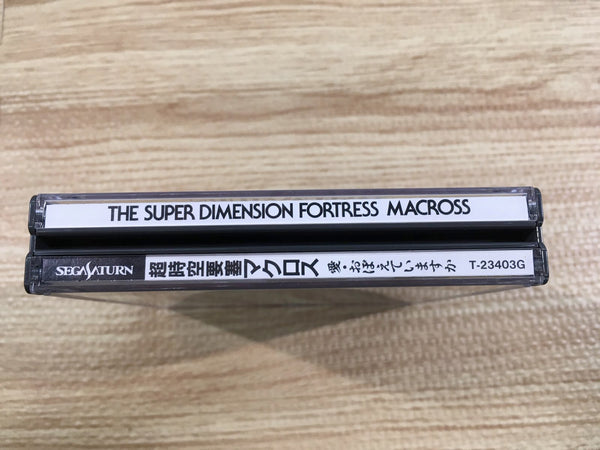 THE SUPER DIMENSION FORTRESS MACROSS
SEGA SATURN 超時空要塞マクロス 愛・おぼえていますか T-23403G